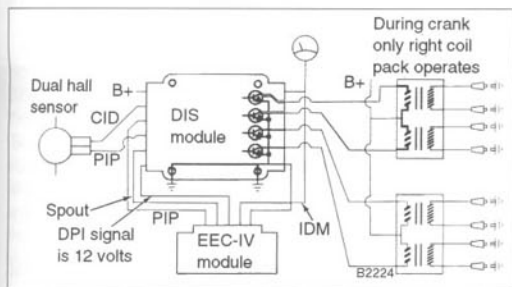 During crank
only right coil
pack operates
Dual hall
sensor
B+
CID
PIP
DIS
module
B+
Spout
PIP
DPI signal
is 12 volts
EEC-IV
module
IDM
B2224